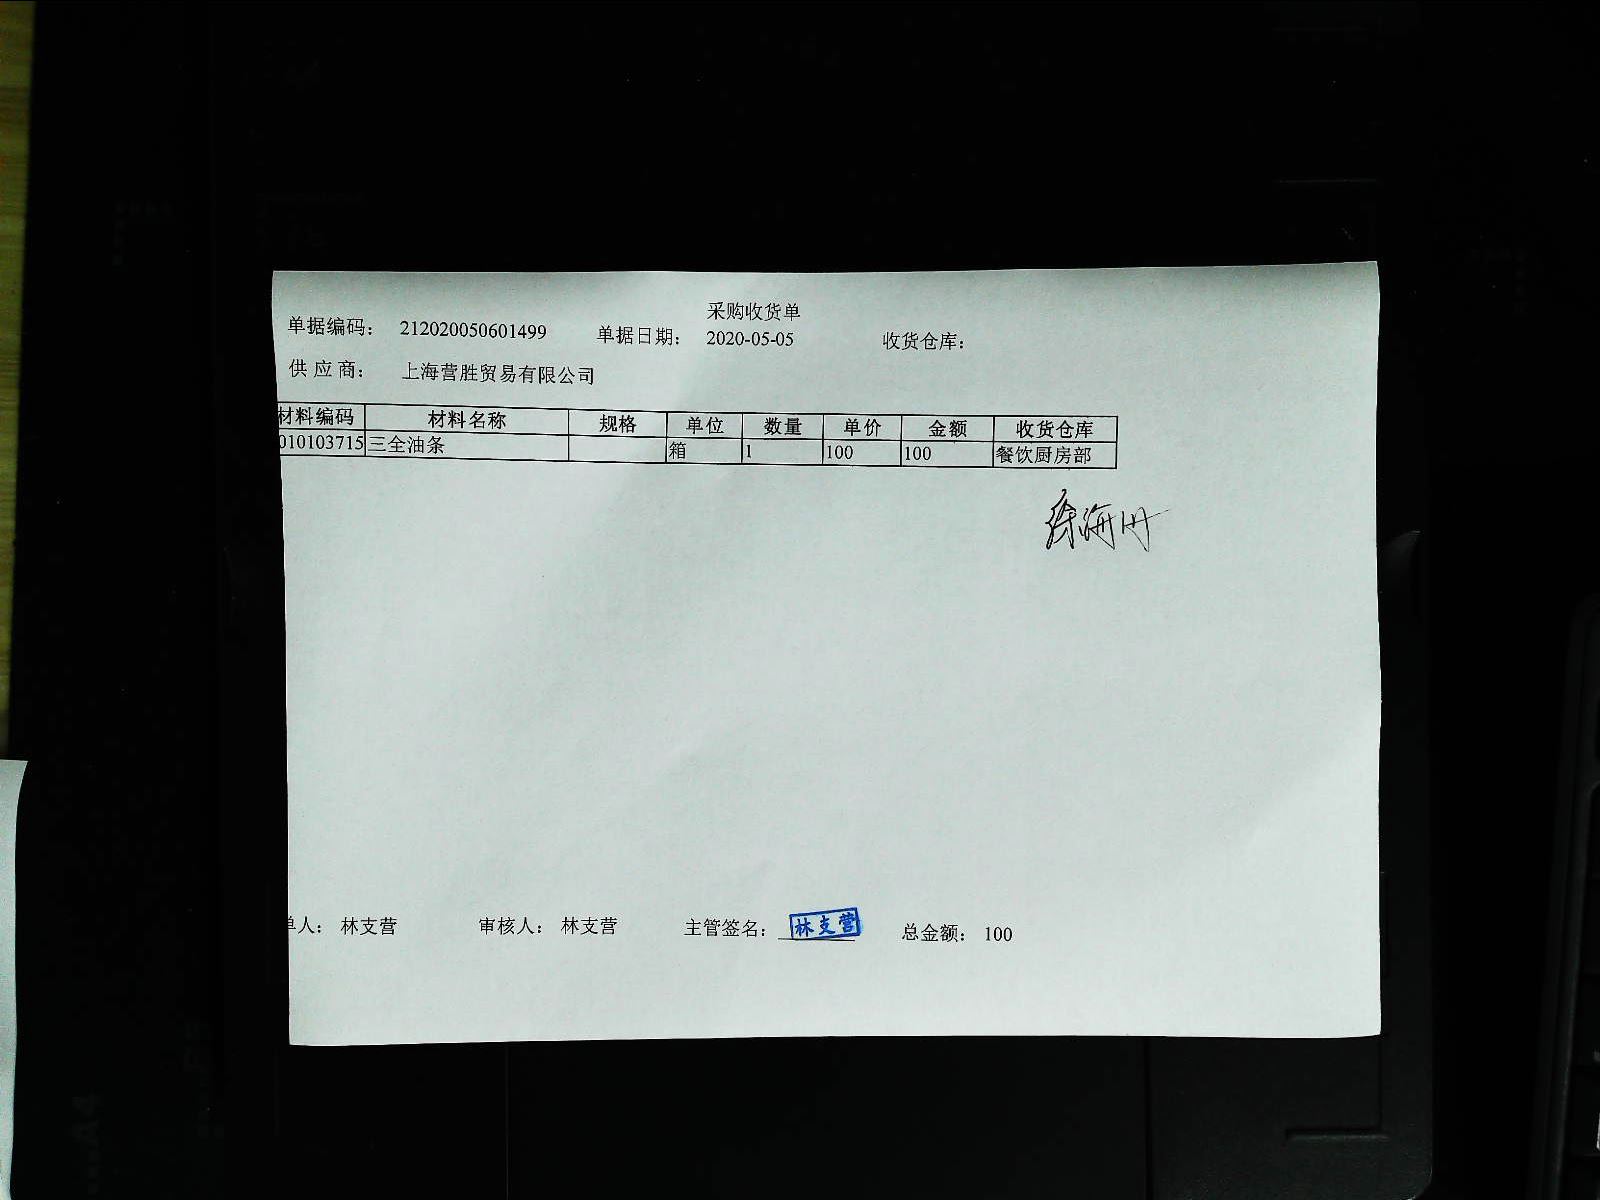 采购收货单
单据编码： 212020050601499 单据日期： 2020-05-05 收货仓库：
供应商： 上海营胜贸易有限公司
材料编码 材料名称 规格 单位 数量 单价 金额 收货仓库
010103715 三全油条 箱 1 100 100 餐饮厨房部
单人： 林支营 审核人： 林支营 主管签名： 林支营 总金额： 100